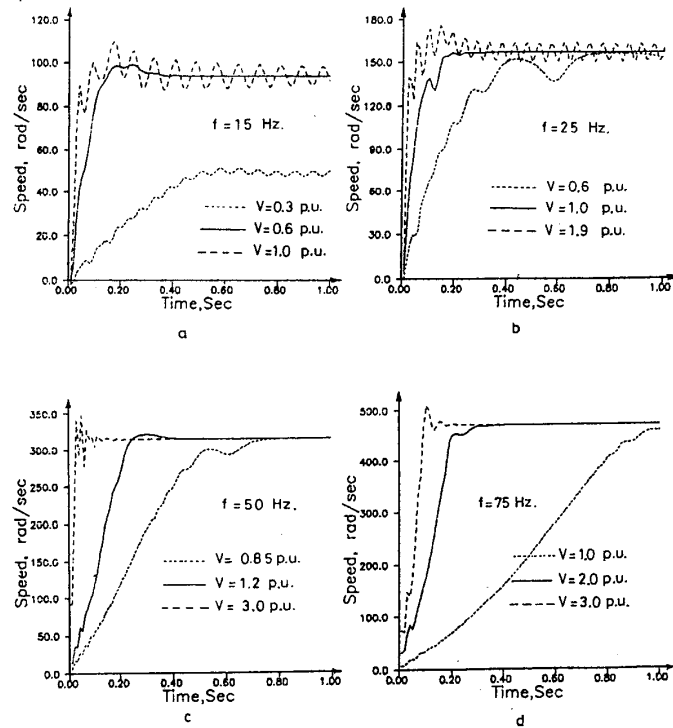 120.0
100.0
80.0
60.0
40.0
20.0
0.0
Speed, rad/sec
f = 15 Hz.
V=0.3 p.u.
V=0.6 p.u.
V=1.0 p.u.
0.00 0.20 0.40 0.60 0.80 1.00
Time,Sec
a
180.0
150.0
120.0
90.0
60.0
30.0
0.0
Speed, rad/sec
f = 25 Hz.
V=0,6 p.u.
V=1.0 p.u.
V=1.9 p.u.
0.00 0.20 0.40 0.60 0.80 1.00
Time,Sec
b
350.0
300.0
250.0
200.0
150.0
100.0
50.0
0.0
Speed, rad/sec
f = 50 Hz.
V= 0.85 p.u.
V=1.2 p.u.
V= 3.0 p.u.
0.00 0.20 0.40 0.60 0.80 1.00
Time,Sec
c
500.0
400.0
300.0
200.0
100.0
0.0
Speed, rad/sec
f=75 Hz.
V=1.0 p.u.
V=2.0 p.u.
V=3.0 p.u.
0.00 0.20 0.40 0.60 0.80 1.00
Time,Sec
d